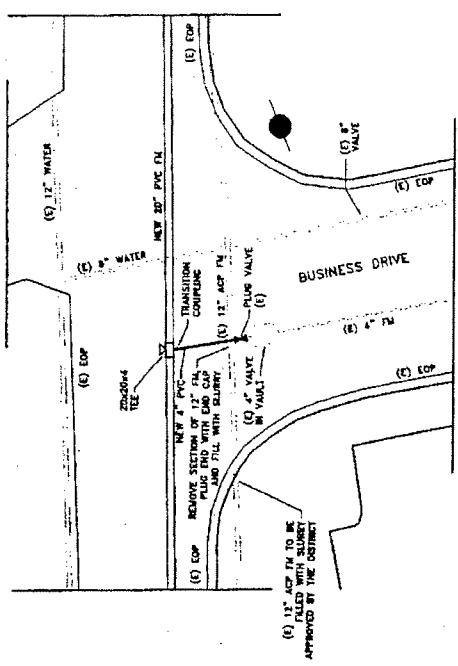 (E) EOP
(E) 12" WATER
NEW 20" PVC FM
(E) 8"
VALVE
(E) EOP
(E) 8" WATER
BUSINESS DRIVE
TRANSITION
COUPLING
(E) 12" ACP FM
PLUG VALVE
(E)
(E) 4" FM
(E) EOP
20x20x4
TEE
NEW 4" PVC
REMOVE SECTION OF 12" FM,
PLUG END WITH END CAP
AND FILL WITH SLURRY
(E) 4" VALVE
IN VAULT
(E) EOP
(E) EOP
(E) 12" ACP FM TO BE
FILLED WITH SLURRY
APPROVED BY THE DISTRICT